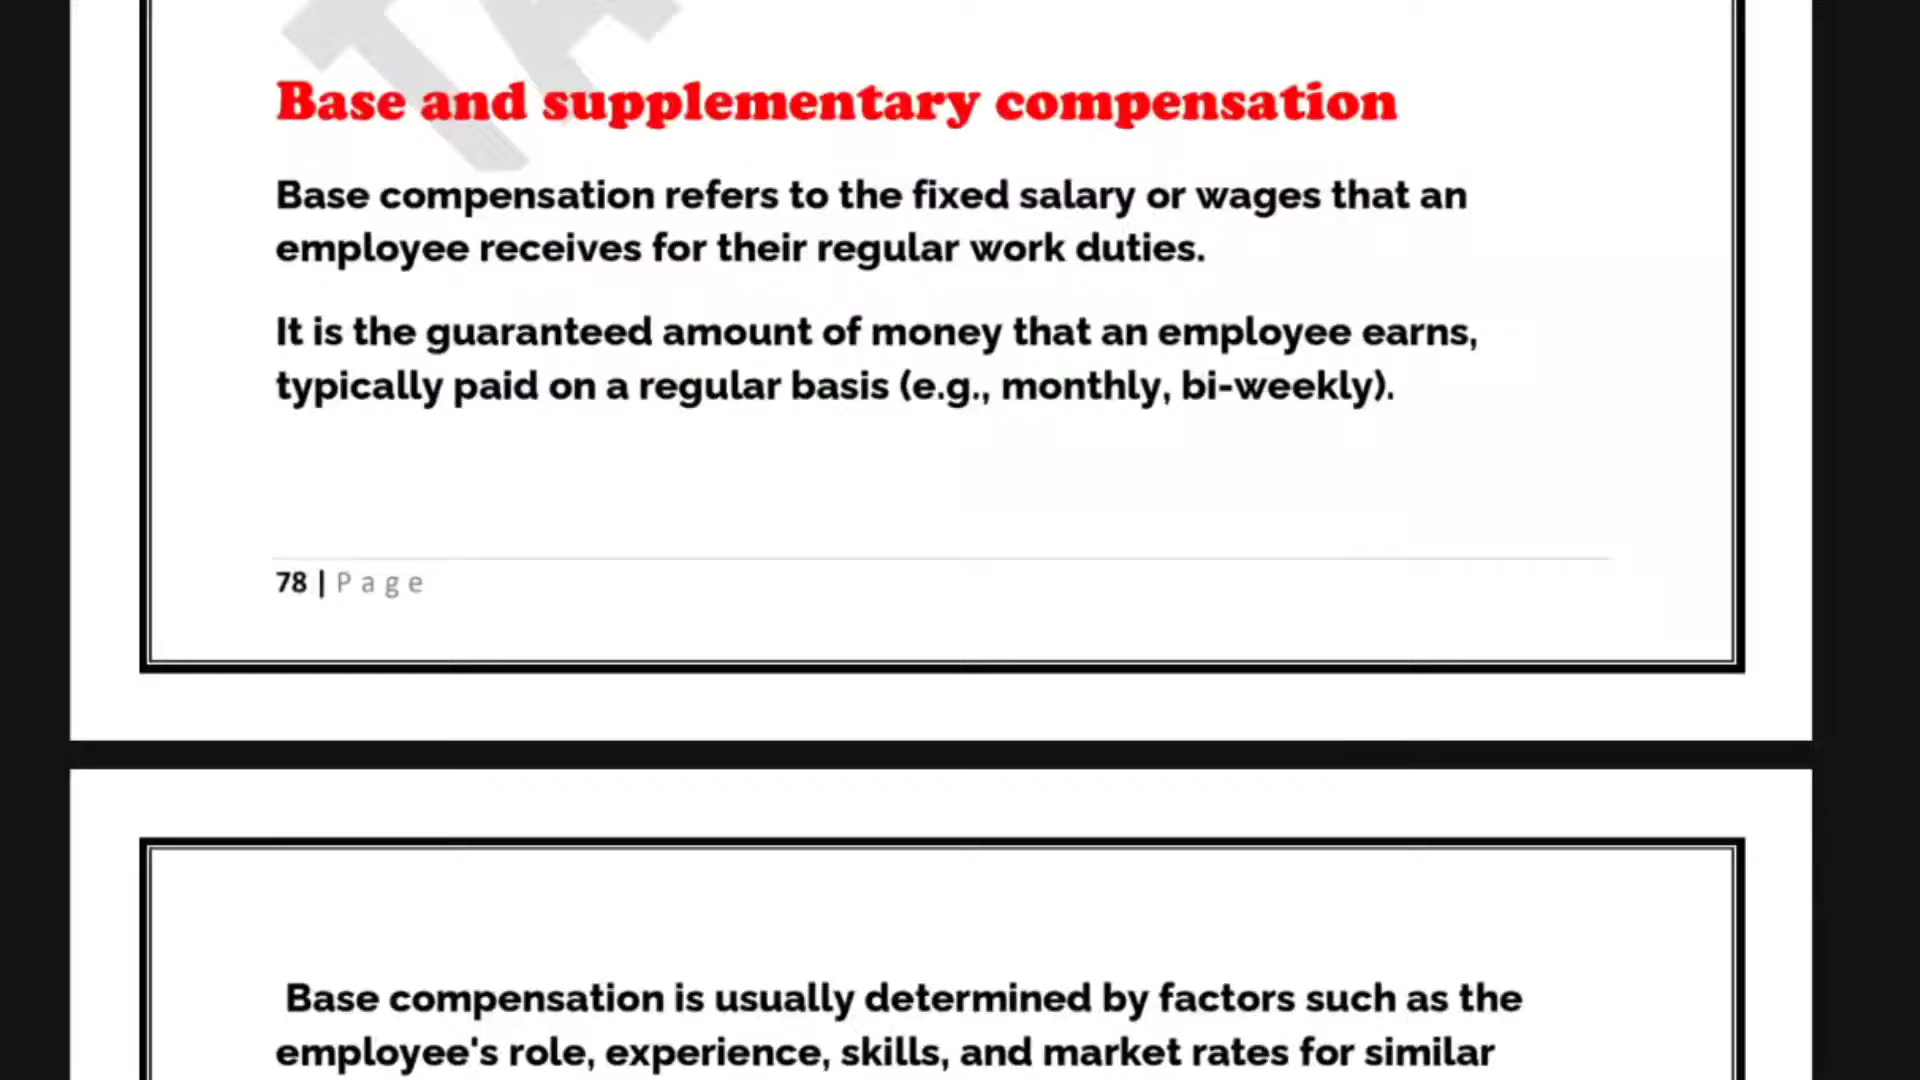 Base and supplementary compensation
Base compensation refers to the fixed salary or wages that an
employee receives for their regular work duties.
It is the guaranteed amount of money that an employee earns,
typically paid on a regular basis (e.g., monthly, bi-weekly).
78 | Page
Base compensation is usually determined by factors such as the
employee's role, experience, skills, and market rates for similar